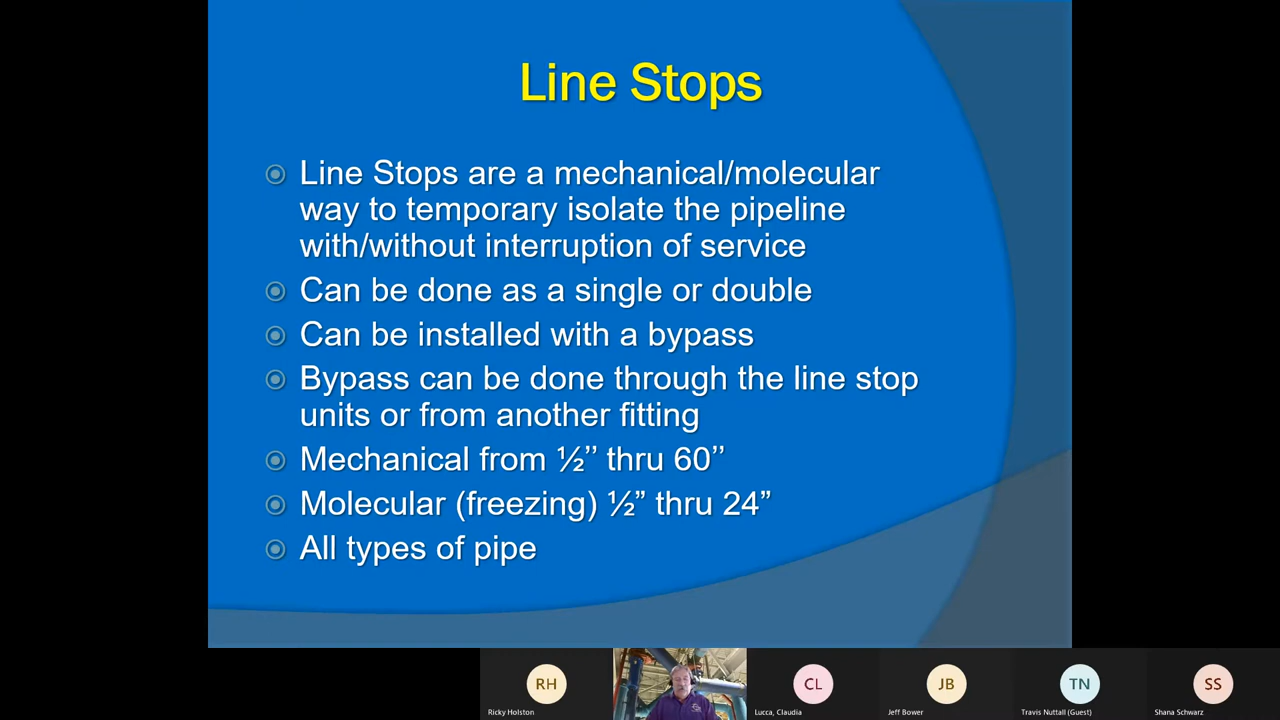 Line Stops
Line Stops are a mechanical/molecular
way to temporary isolate the pipeline
with/without interruption of service
Can be done as a single or double
Can be installed with a bypass
Bypass can be done through the line stop
units or from another fitting
Mechanical from ½’’ thru 60’’
Molecular (freezing) ½” thru 24”
All types of pipe
RH
CL
JB
TN
SS
Ricky Holston
Lucca, Claudia
Jeff Bower
Travis Nuttall (Guest)
Shana Schwarz